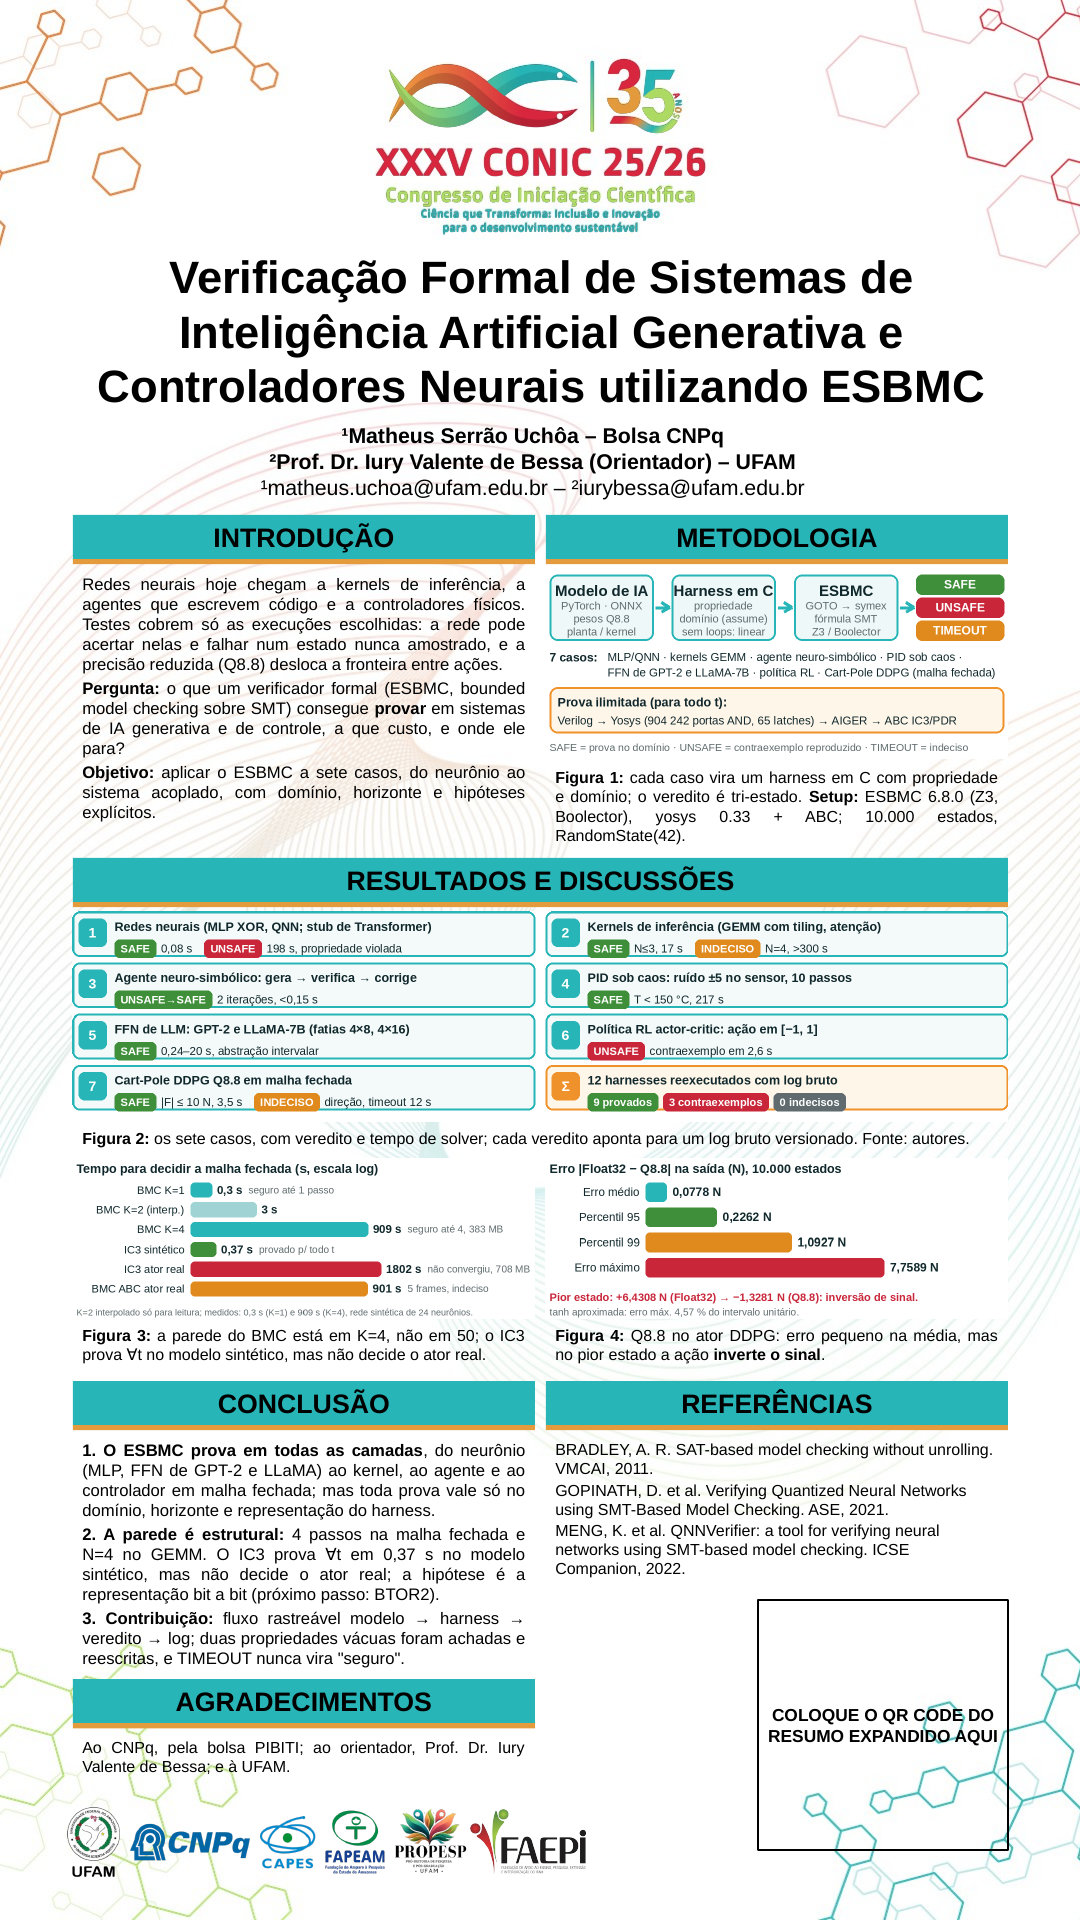 35
ANOS
XXXV CONIC 25/26
Congresso de Iniciação Científica
Ciência que Transforma: Inclusão e Inovação
para o desenvolvimento sustentável
Verificação Formal de Sistemas de
Inteligência Artificial Generativa e
Controladores Neurais utilizando ESBMC
¹Matheus Serrão Uchôa – Bolsa CNPq
²Prof. Dr. Iury Valente de Bessa (Orientador) – UFAM
¹matheus.uchoa@ufam.edu.br – ²iurybessa@ufam.edu.br
INTRODUÇÃO
Redes neurais hoje chegam a kernels de inferência, a
agentes que escrevem código e a controladores físicos.
Testes cobrem só as execuções escolhidas: a rede pode
acertar nelas e falhar num estado nunca amostrado, e a
precisão reduzida (Q8.8) desloca a fronteira entre ações.
Pergunta: o que um verificador formal (ESBMC, bounded
model checking sobre SMT) consegue provar em sistemas
de IA generativa e de controle, a que custo, e onde ele
para?
Objetivo: aplicar o ESBMC a sete casos, do neurônio ao
sistema acoplado, com domínio, horizonte e hipóteses
explícitos.
METODOLOGIA
Modelo de IA
PyTorch · ONNX
pesos Q8.8
planta / kernel
Harness em C
propriedade
domínio (assume)
sem loops: linear
ESBMC
GOTO → symex
fórmula SMT
Z3 / Boolector
SAFE
UNSAFE
TIMEOUT
7 casos: MLP/QNN · kernels GEMM · agente neuro-simbólico · PID sob caos ·
FFN de GPT-2 e LLaMA-7B · política RL · Cart-Pole DDPG (malha fechada)
Prova ilimitada (para todo t):
Verilog → Yosys (904 242 portas AND, 65 latches) → AIGER → ABC IC3/PDR
SAFE = prova no domínio · UNSAFE = contraexemplo reproduzido · TIMEOUT = indeciso
Figura 1: cada caso vira um harness em C com propriedade
e domínio; o veredito é tri-estado. Setup: ESBMC 6.8.0 (Z3,
Boolector), yosys 0.33 + ABC; 10.000 estados,
RandomState(42).
RESULTADOS E DISCUSSÕES
1 Redes neurais (MLP XOR, QNN; stub de Transformer)
SAFE 0,08 s UNSAFE 198 s, propriedade violada
2 Kernels de inferência (GEMM com tiling, atenção)
SAFE N≤3, 17 s INDECISO N=4, >300 s
3 Agente neuro-simbólico: gera → verifica → corrige
UNSAFE→SAFE 2 iterações, <0,15 s
4 PID sob caos: ruído ±5 no sensor, 10 passos
SAFE T < 150 °C, 217 s
5 FFN de LLM: GPT-2 e LLaMA-7B (fatias 4×8, 4×16)
SAFE 0,24–20 s, abstração intervalar
6 Política RL actor-critic: ação em [−1, 1]
UNSAFE contraexemplo em 2,6 s
7 Cart-Pole DDPG Q8.8 em malha fechada
SAFE |F| ≤ 10 N, 3,5 s INDECISO direção, timeout 12 s
Σ 12 harnesses reexecutados com log bruto
9 provados 3 contraexemplos 0 indecisos
Figura 2: os sete casos, com veredito e tempo de solver; cada veredito aponta para um log bruto versionado. Fonte: autores.
Tempo para decidir a malha fechada (s, escala log)
BMC K=1 0,3 s seguro até 1 passo
BMC K=2 (interp.) 3 s
BMC K=4 909 s seguro até 4, 383 MB
IC3 sintético 0,37 s provado p/ todo t
IC3 ator real 1802 s não convergiu, 708 MB
BMC ABC ator real 901 s 5 frames, indeciso
K=2 interpolado só para leitura; medidos: 0,3 s (K=1) e 909 s (K=4), rede sintética de 24 neurônios.
Figura 3: a parede do BMC está em K=4, não em 50; o IC3
prova ∀t no modelo sintético, mas não decide o ator real.
Erro |Float32 − Q8.8| na saída (N), 10.000 estados
Erro médio 0,0778 N
Percentil 95 0,2262 N
Percentil 99 1,0927 N
Erro máximo 7,7589 N
Pior estado: +6,4308 N (Float32) → −1,3281 N (Q8.8): inversão de sinal.
tanh aproximada: erro máx. 4,57 % do intervalo unitário.
Figura 4: Q8.8 no ator DDPG: erro pequeno na média, mas
no pior estado a ação inverte o sinal.
CONCLUSÃO
1. O ESBMC prova em todas as camadas, do neurônio
(MLP, FFN de GPT-2 e LLaMA) ao kernel, ao agente e ao
controlador em malha fechada; mas toda prova vale só no
domínio, horizonte e representação do harness.
2. A parede é estrutural: 4 passos na malha fechada e
N=4 no GEMM. O IC3 prova ∀t em 0,37 s no modelo
sintético, mas não decide o ator real; a hipótese é a
representação bit a bit (próximo passo: BTOR2).
3. Contribuição: fluxo rastreável modelo → harness →
veredito → log; duas propriedades vácuas foram achadas e
reescritas, e TIMEOUT nunca vira "seguro".
REFERÊNCIAS
BRADLEY, A. R. SAT-based model checking without unrolling.
VMCAI, 2011.
GOPINATH, D. et al. Verifying Quantized Neural Networks
using SMT-Based Model Checking. ASE, 2021.
MENG, K. et al. QNNVerifier: a tool for verifying neural
networks using SMT-based model checking. ICSE
Companion, 2022.
AGRADECIMENTOS
Ao CNPq, pela bolsa PIBITI; ao orientador, Prof. Dr. Iury
Valente de Bessa; e à UFAM.
COLOQUE O QR CODE DO
RESUMO EXPANDIDO AQUI
UFAM
CNPq
CAPES
FAPEAM
PROPESP
- UFAM -
FAEPI